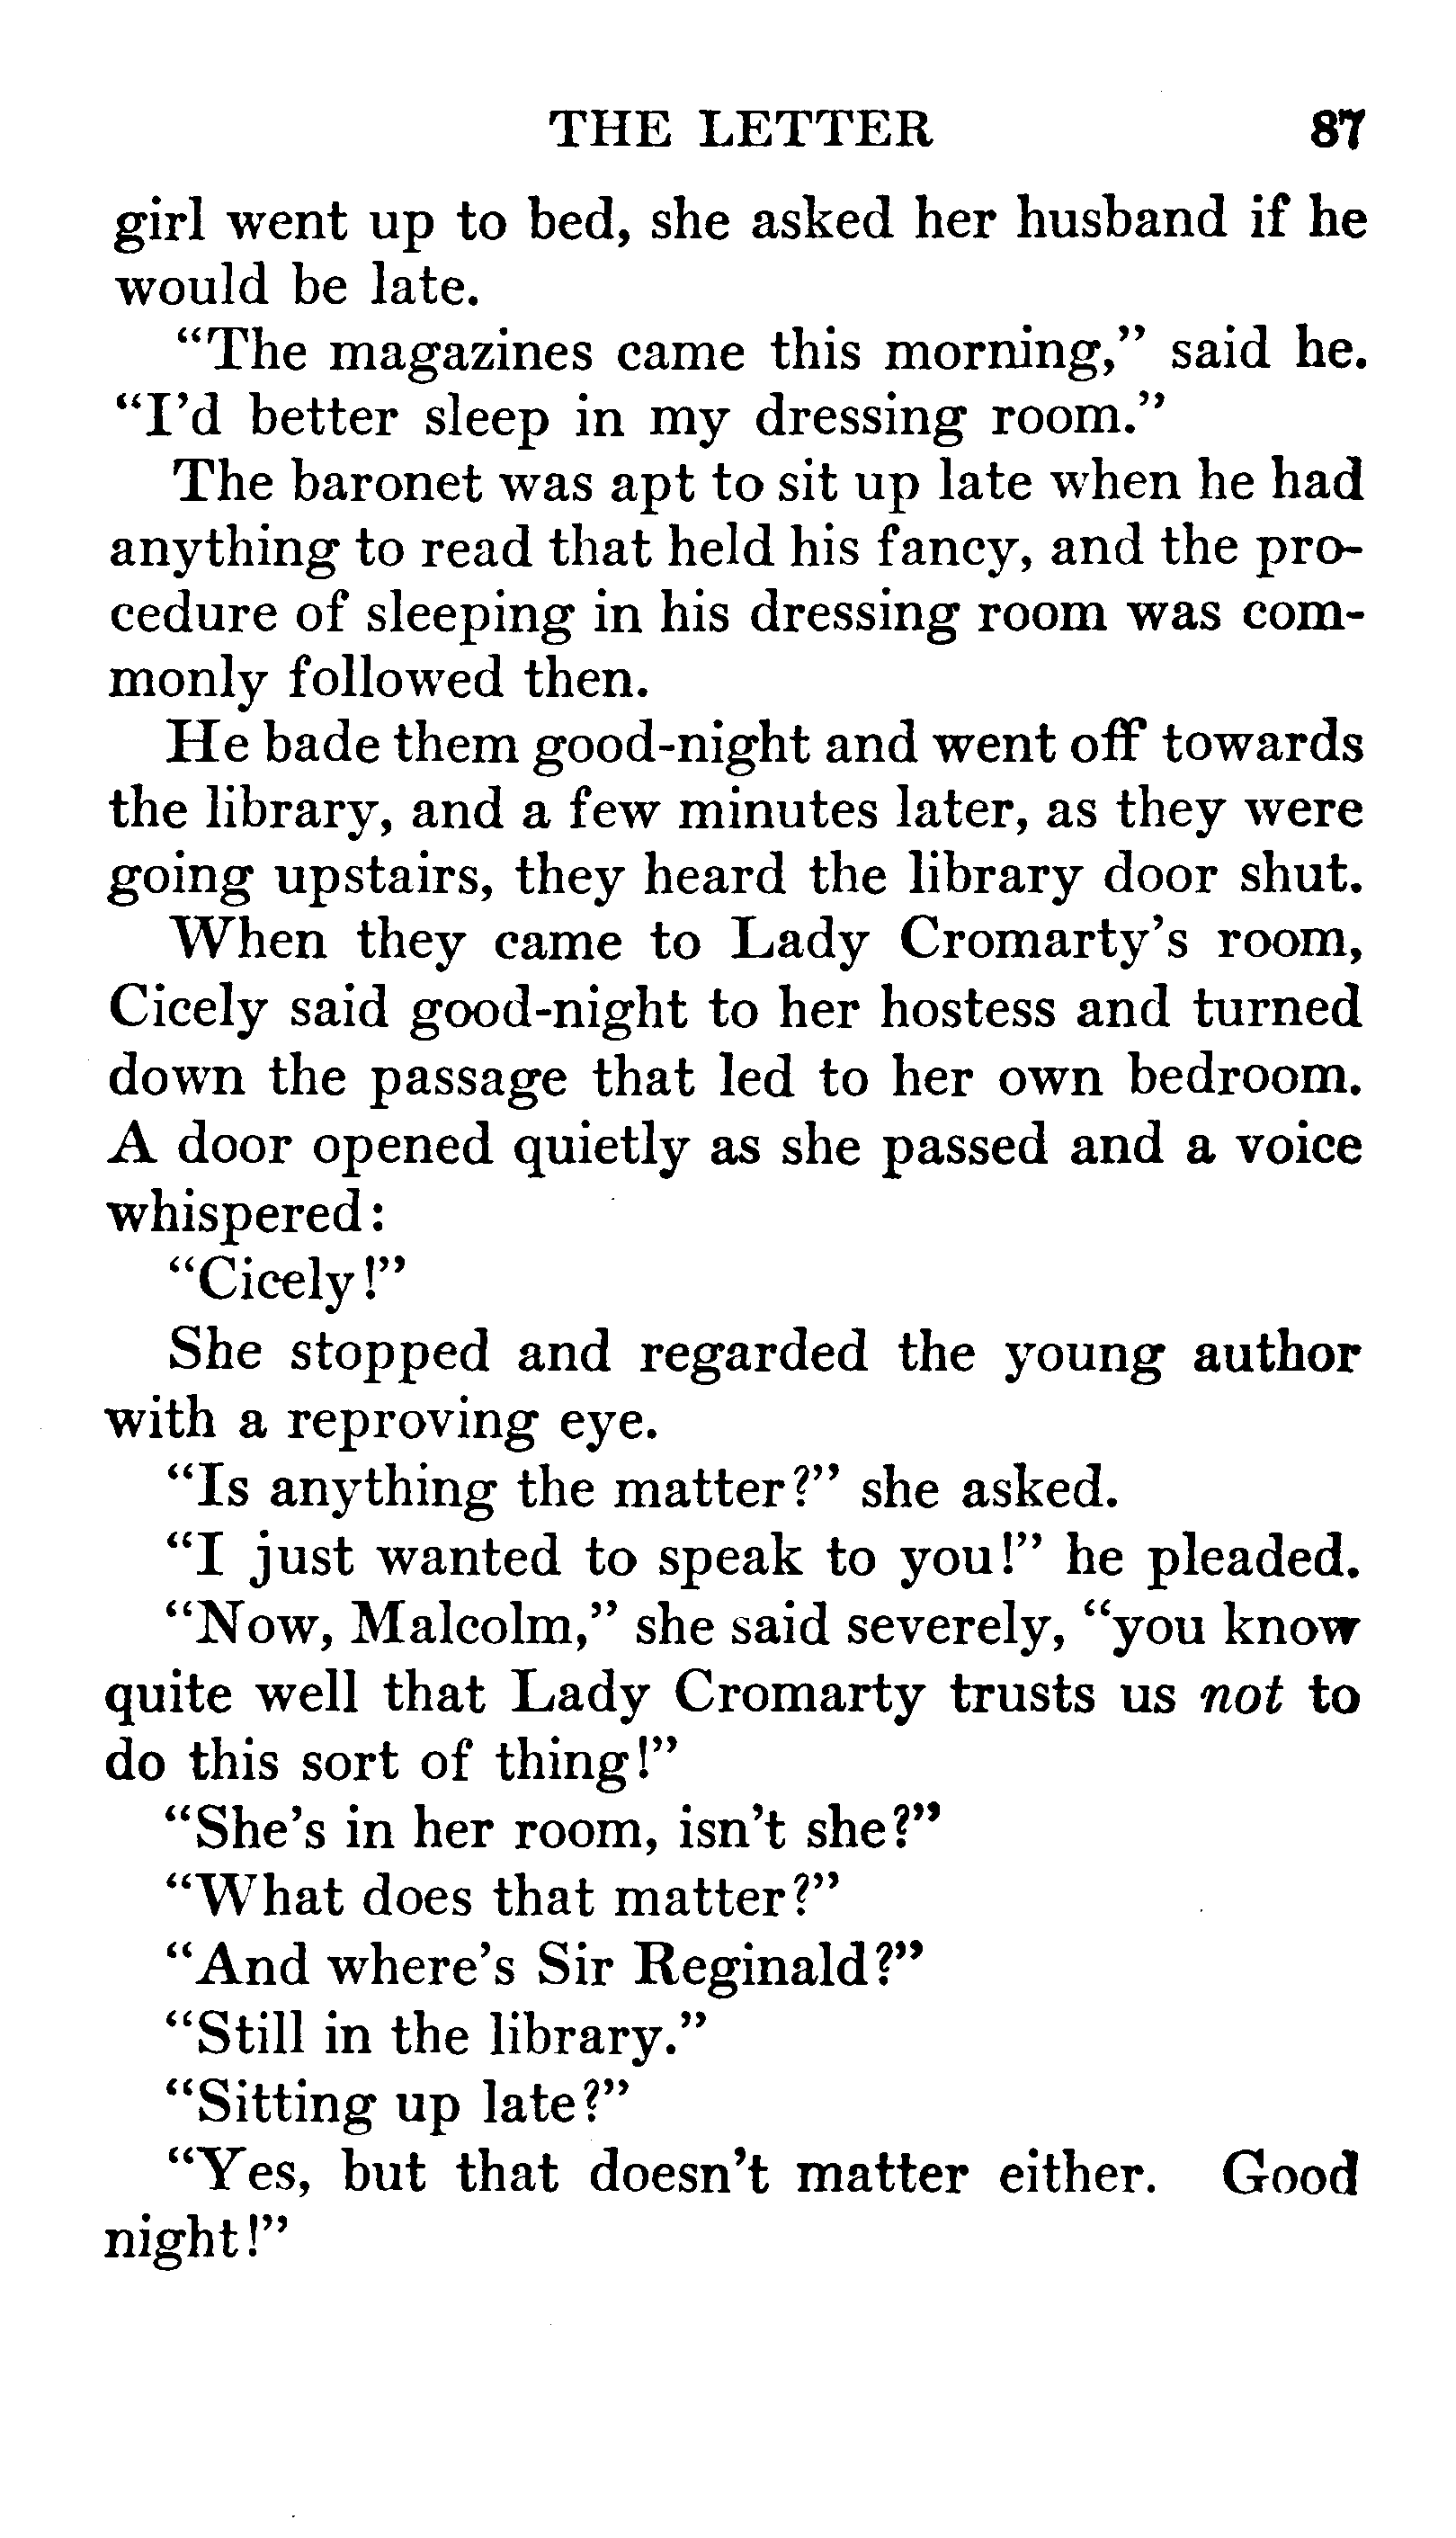 THE LETTER 87
girl went up to bed, she asked her husband if he
would be late.
"The magazines came this morning," said he.
"I'd better sleep in my dressing room."
The baronet was apt to sit up late when he had
anything to read that held his fancy, and the pro-
cedure of sleeping in his dressing room was com-
monly followed then.
He bade them good-night and went off towards
the library, and a few minutes later, as they were
going upstairs, they heard the library door shut.
When they came to Lady Cromarty's room,
Cicely said good-night to her hostess and turned
down the passage that led to her own bedroom.
A door opened quietly as she passed and a voice
whispered:
"Cicely!"
She stopped and regarded the young author
with a reproving eye.
"Is anything the matter?" she asked.
"I just wanted to speak to you!" he pleaded.
"Now, Malcolm," she said severely, "you know
quite well that Lady Cromarty trusts us not to
do this sort of thing!"
"She's in her room, isn't she?"
"What does that matter?"
"And where's Sir Reginald?"
"Still in the library."
"Sitting up late?"
"Yes, but that doesn't matter either. Good
night!"